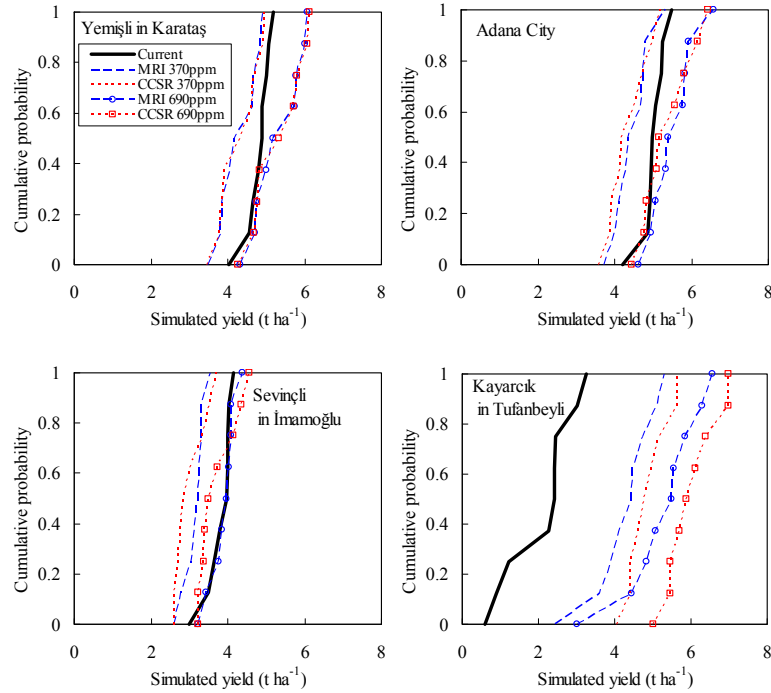 Yemişli in Karataş
Current
MRI 370ppm
CCSR 370ppm
MRI 690ppm
CCSR 690ppm
Cumulative probability
1
0.8
0.6
0.4
0.2
0
0 2 4 6 8
Simulated yield (t ha⁻¹)
Adana City
Cumulative probability
1
0.8
0.6
0.4
0.2
0
0 2 4 6 8
Simulated yield (t ha⁻¹)
Sevinçli
in İmamoğlu
Cumulative probability
1
0.8
0.6
0.4
0.2
0
0 2 4 6 8
Simulated yield (t ha⁻¹)
Kayarcık
in Tufanbeyli
Cumulative probability
1
0.8
0.6
0.4
0.2
0
0 2 4 6 8
Simulated yield (t ha⁻¹)